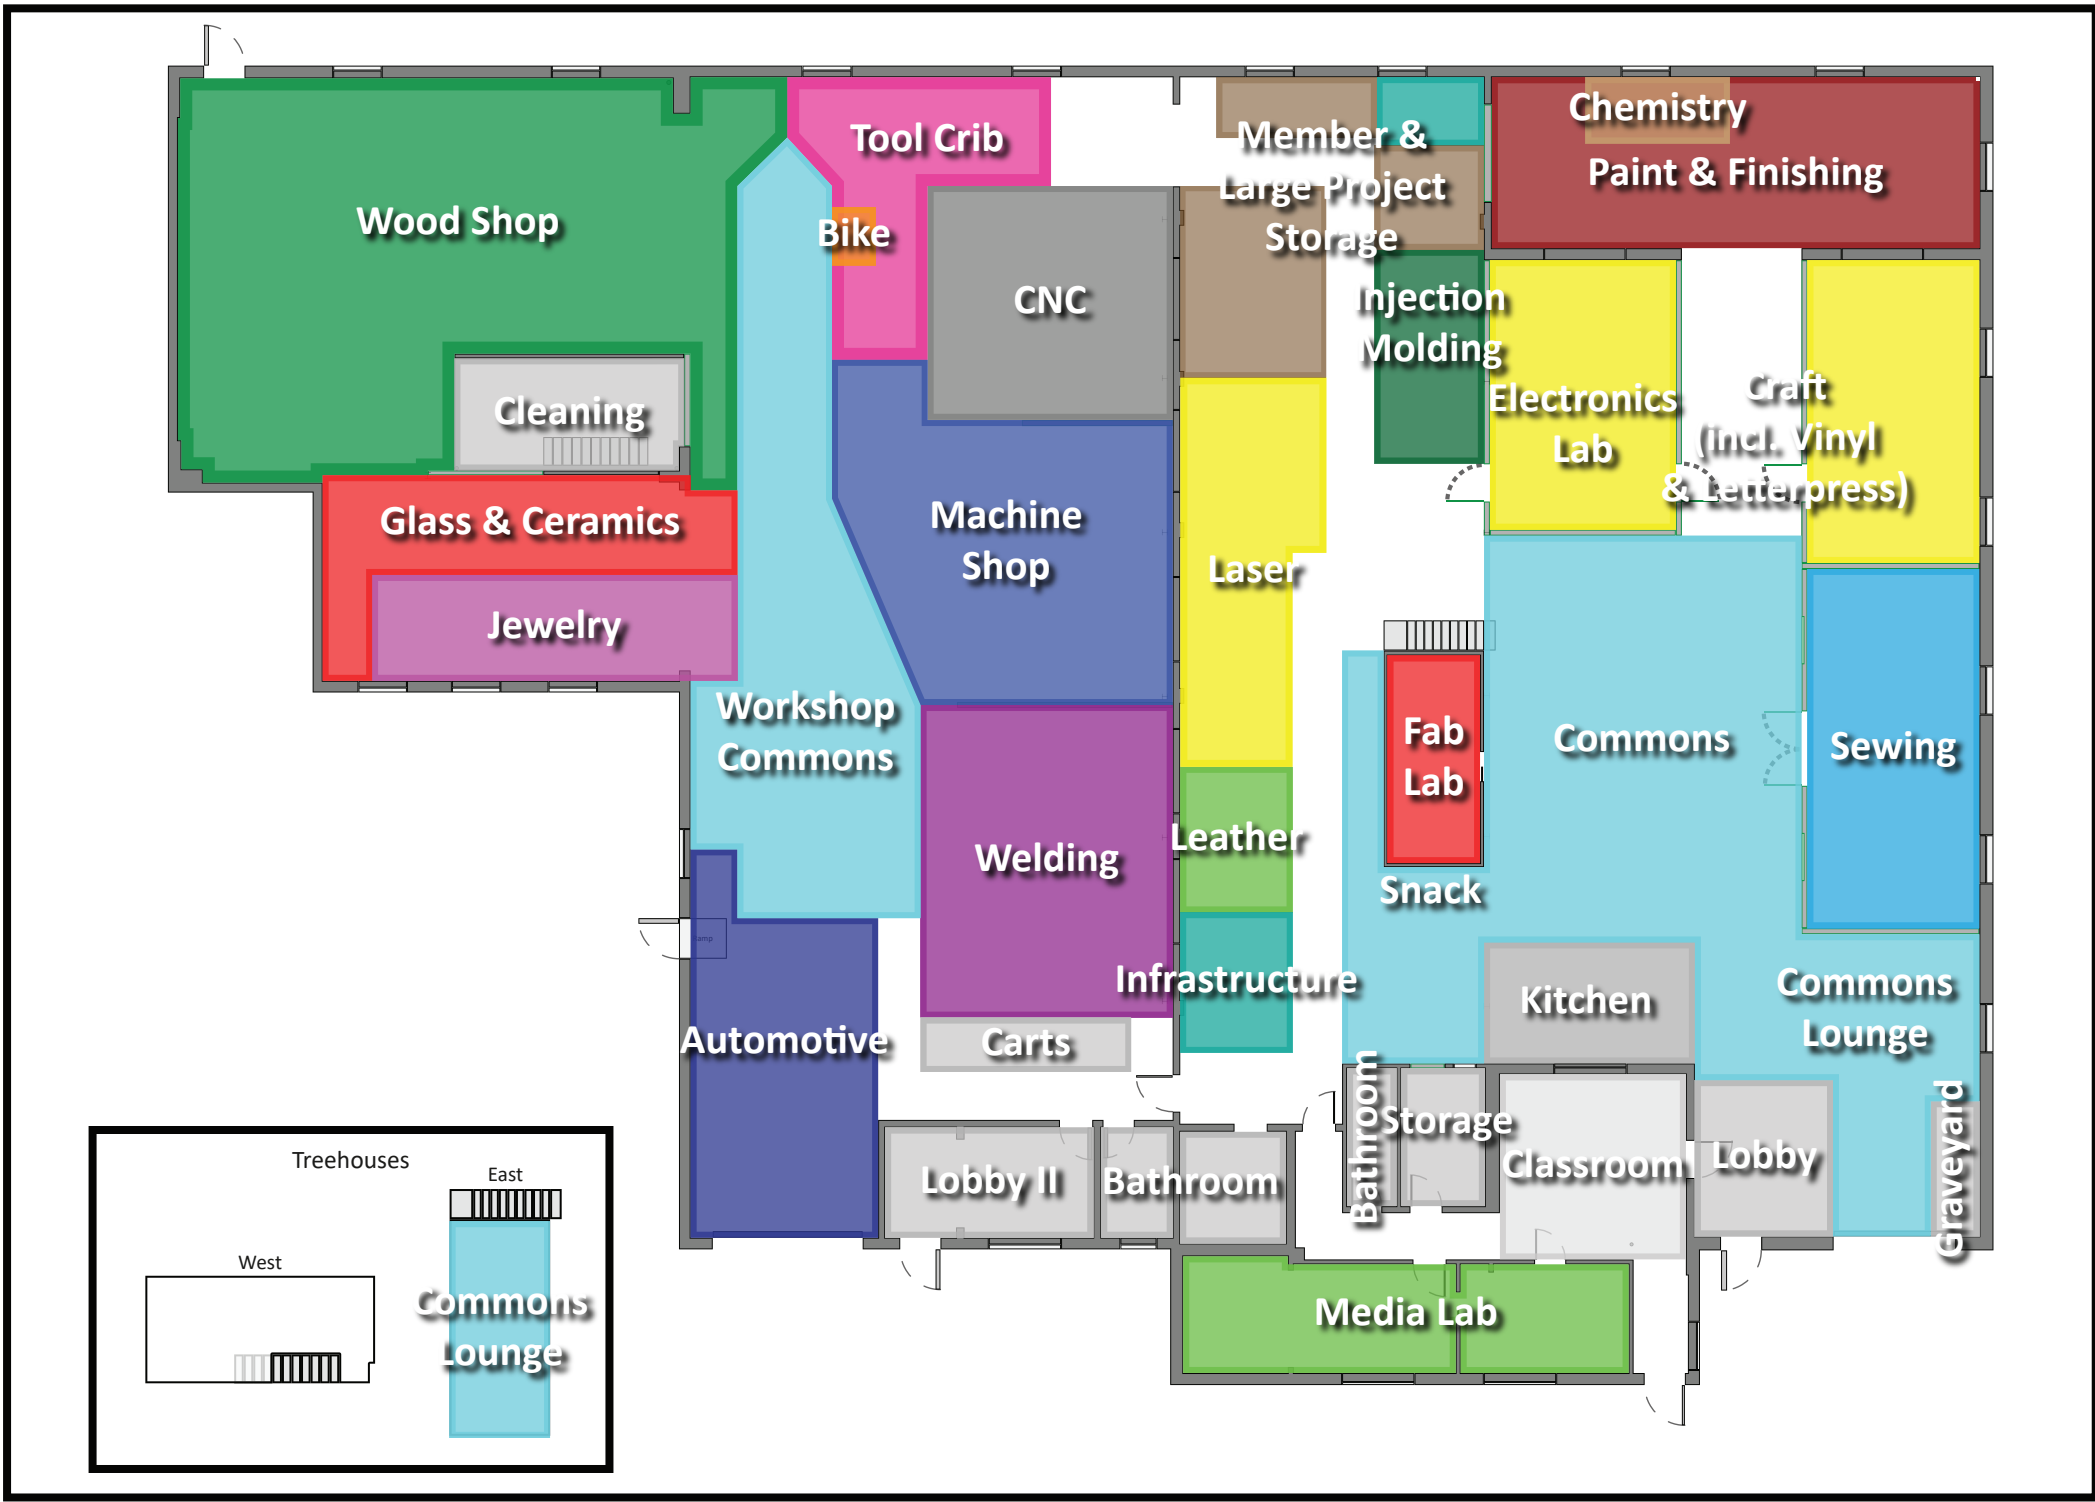 Chemistry
Tool Crib
Member &
Large Project
Storage
Paint & Finishing
Wood Shop
Bike
CNC
Injection
Molding
Electronics
Lab
Craft
(incl. Vinyl
& Letterpress)
Cleaning
Glass & Ceramics
Machine
Shop
Laser
Jewelry
Workshop
Commons
Fab
Lab
Commons
Sewing
Leather
Welding
Snack
Ramp
Infrastructure
Kitchen
Commons
Lounge
Automotive
Carts
Bathroom
Storage
Classroom
Lobby
Graveyard
Lobby II
Bathroom
Media Lab
Treehouses
East
West
Commons
Lounge